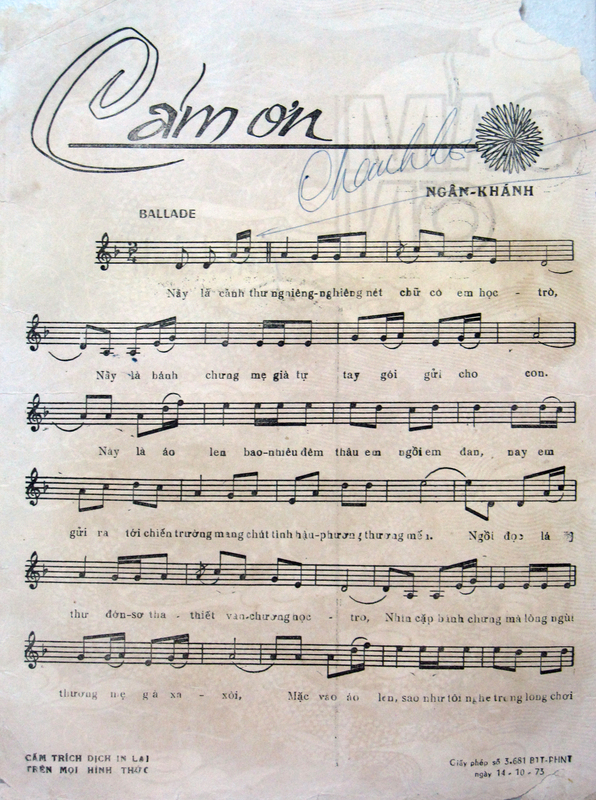 Cám ơn
NGÂN-KHÁNH
BALLADE
Này là cánh thư nghiêng-nghiêng nét chữ cô em học - trò,
Này là bánh chưng mẹ già tự tay gói gửi cho con.
Này là áo len bao-nhiêu đêm thâu em ngồi em đan, nay em
gửi ra tới chiến trường mang chút tình hậu-phương thương mến. Ngồi đọc lá
thư đơn-sơ tha - thiết văn-chương học - trò, Nhìn cặp bánh chưng mà lòng ngùi
thương mẹ già xa - xôi, Mặc vào áo len, sao như tôi nghe trong lòng chơi
CẤM TRÍCH DỊCH IN LẠI
TRÊN MỌI HÌNH THỨC
Giấy phép số 3.681 BTT-PHNT
ngày 14 - 10 - 73